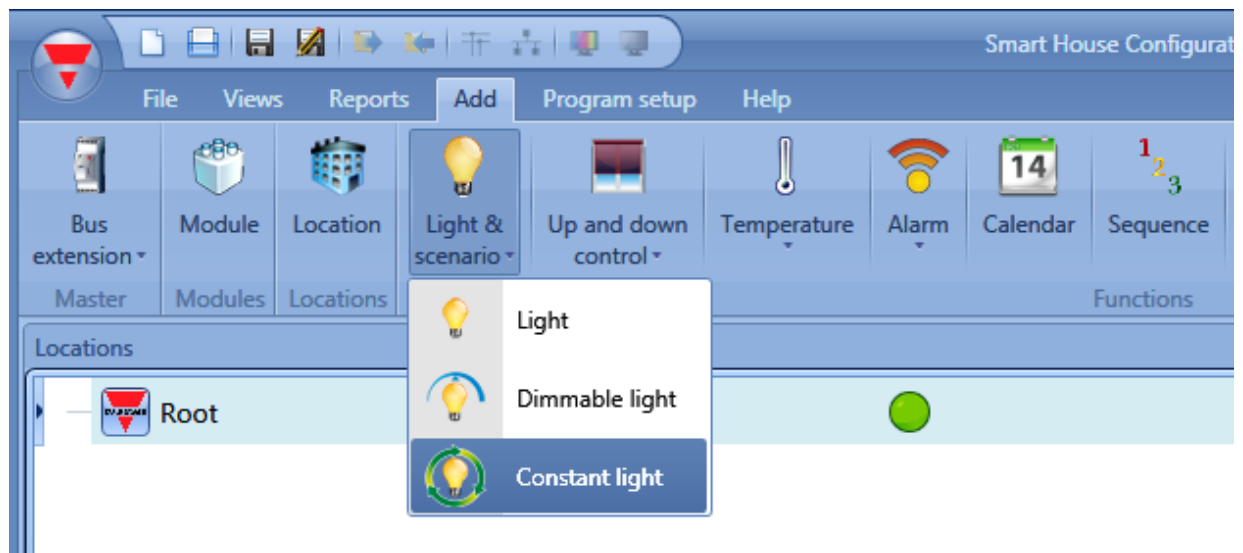 Smart House Configurat
File Views Reports Add Program setup Help
14
1
2
3
Bus extension
Module
Location
Light & scenario
Up and down control
Temperature
Alarm
Calendar
Sequence
Master
Modules
Locations
Functions
Light
Dimmable light
Constant light
Locations
Root